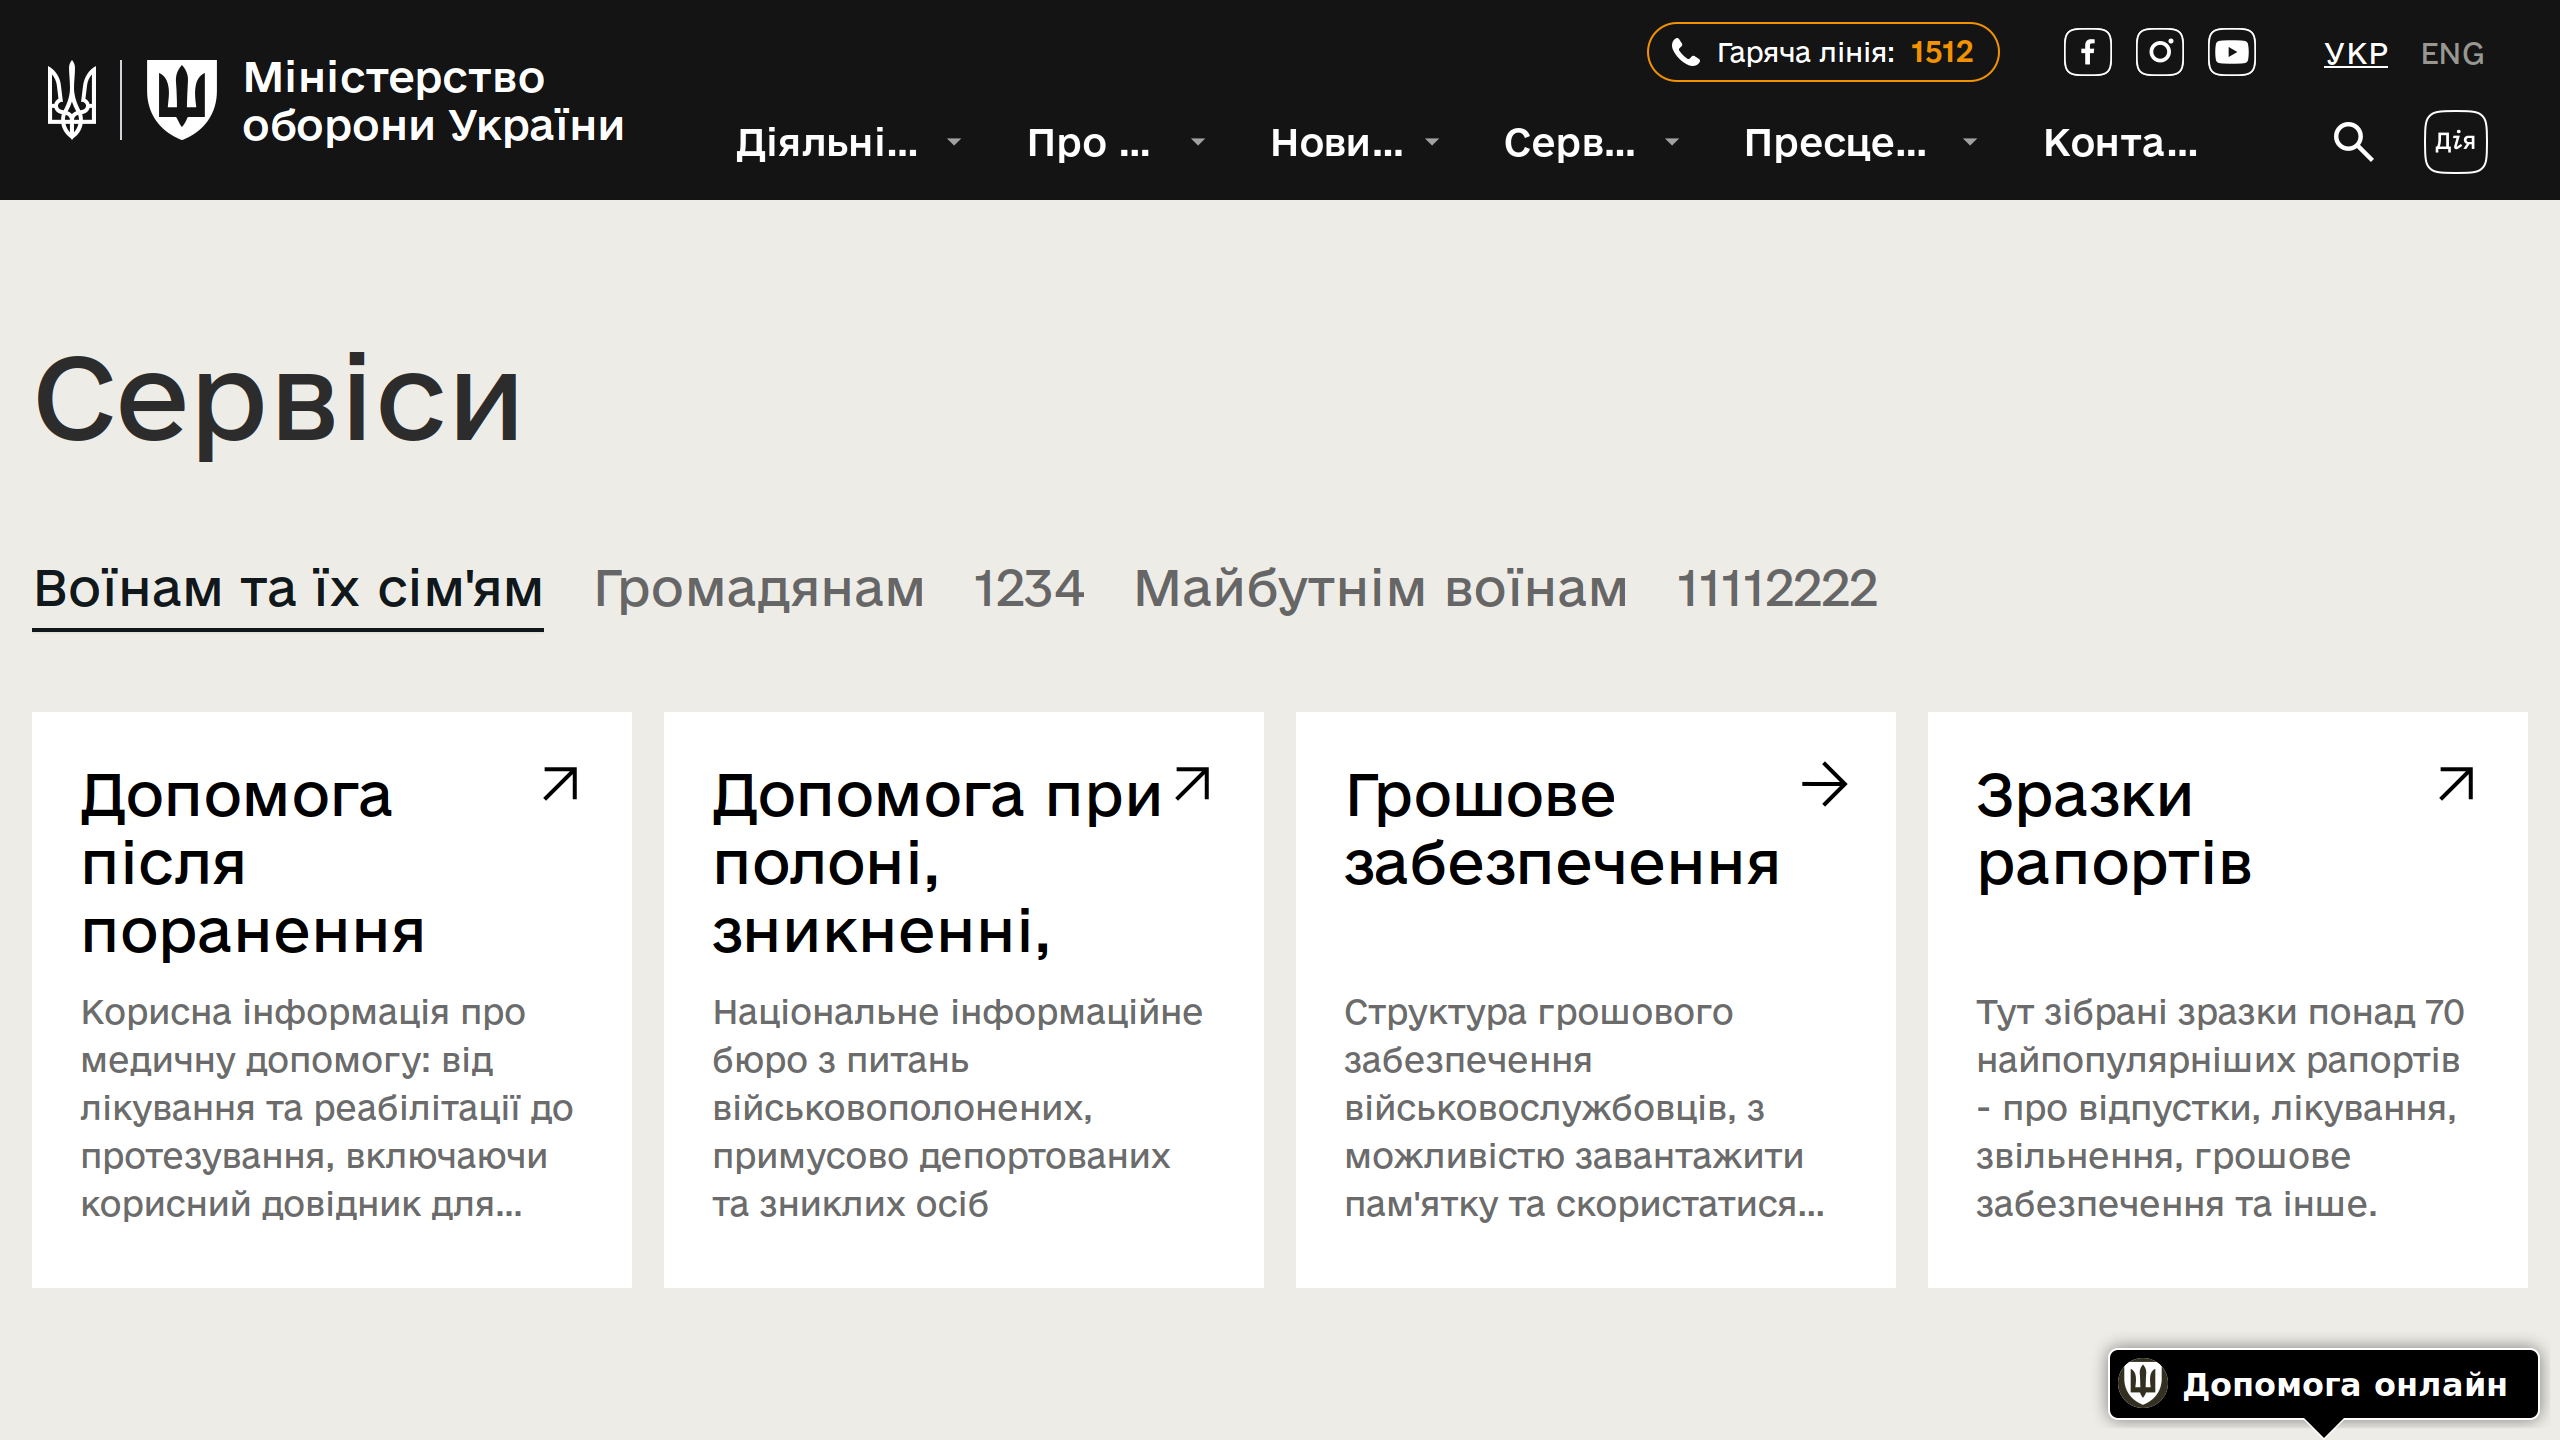 Міністерство
оборони України
Гаряча лінія: 1512
УКР ENG
Діяльні... Про ... Нови... Серв... Пресце... Конта...
Дія
Сервіси
Воїнам та їх сім'ям Громадянам 1234 Майбутнім воїнам 11112222
Допомога
після
поранення
Корисна інформація про
медичну допомогу: від
лікування та реабілітації до
протезування, включаючи
корисний довідник для...
Допомога при
полоні,
зникненні,
Національне інформаційне
бюро з питань
військовополонених,
примусово депортованих
та зниклих осіб
Грошове
забезпечення
Структура грошового
забезпечення
військовослужбовців, з
можливістю завантажити
пам'ятку та скористатися...
Зразки
рапортів
Тут зібрані зразки понад 70
найпопулярніших рапортів
- про відпустки, лікування,
звільнення, грошове
забезпечення та інше.
Допомога онлайн